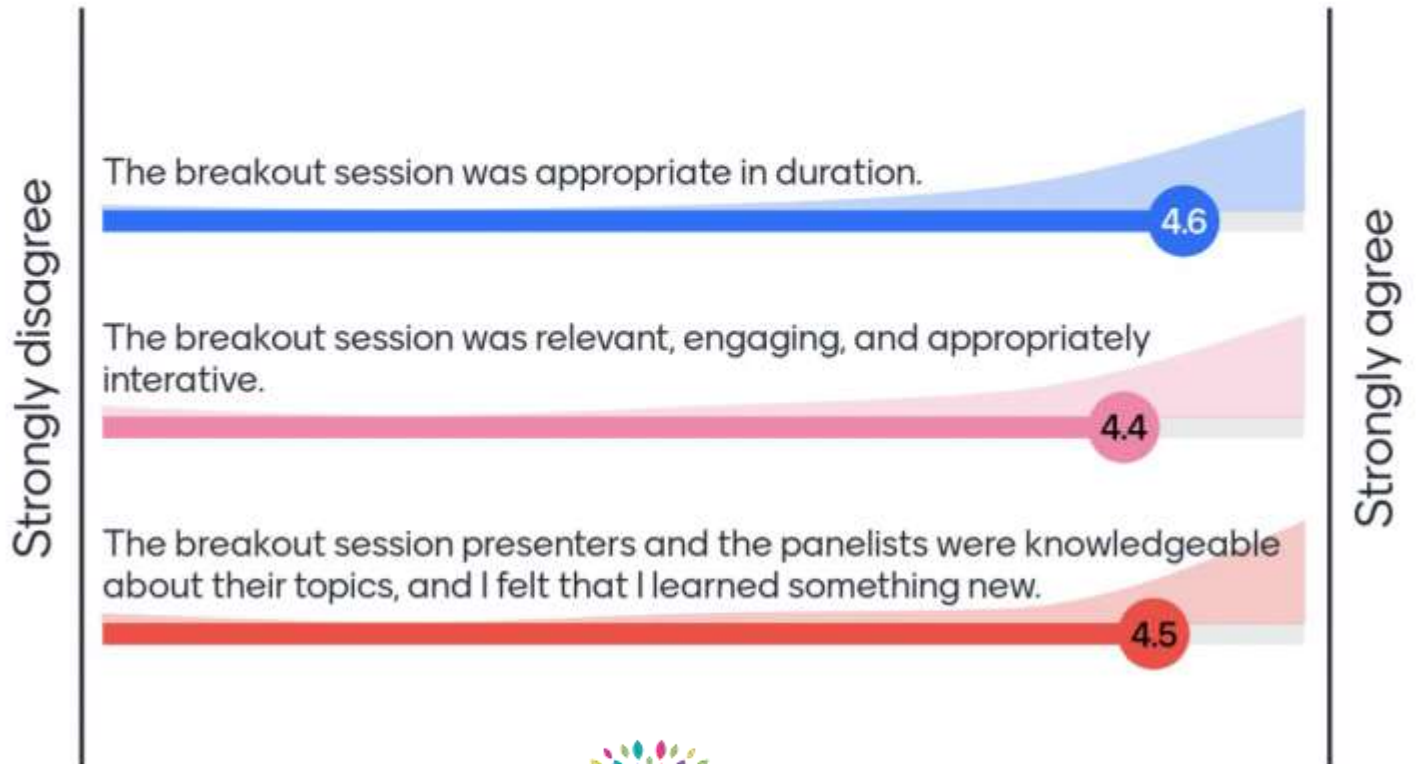 Strongly disagree
The breakout session was appropriate in duration.
4.6
The breakout session was relevant, engaging, and appropriately
interative.
4.4
The breakout session presenters and the panelists were knowledgeable
about their topics, and I felt that I learned something new.
4.5
Strongly agree